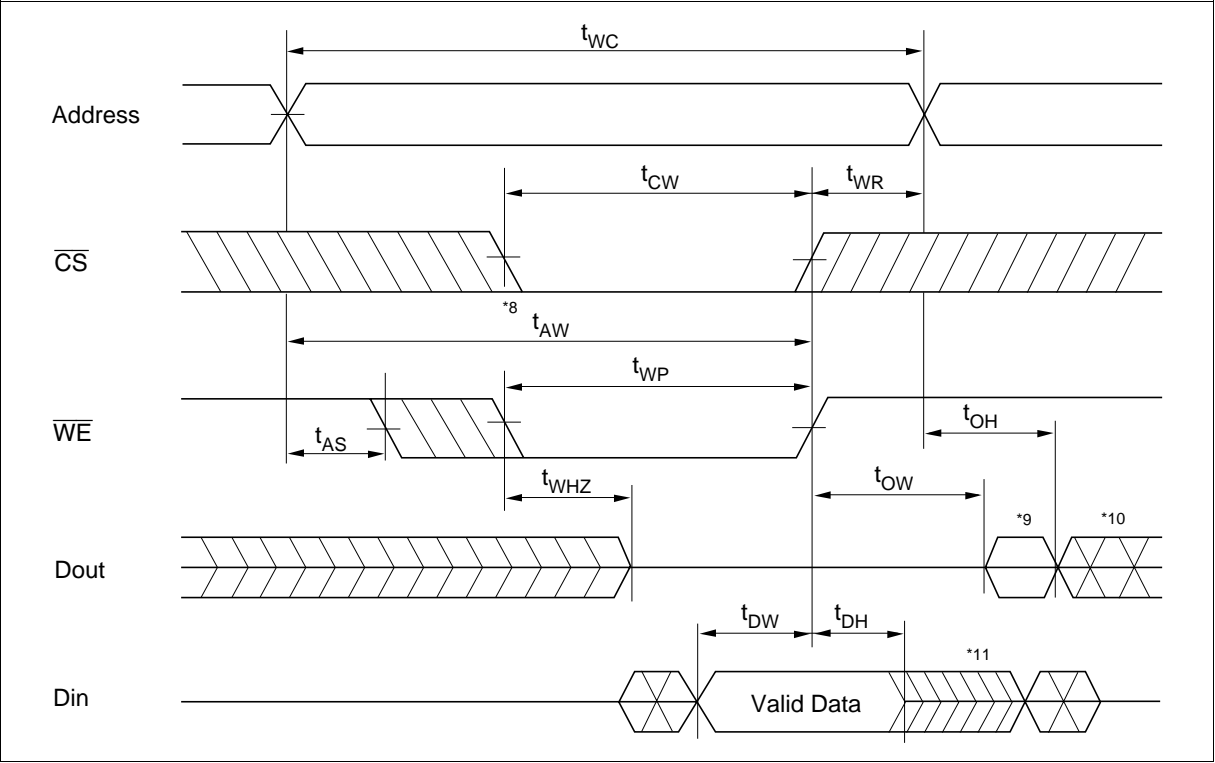 tWC
Address
tCW
tWR
CS
*8
tAW
tWP
WE
tAS
tOH
tWHZ
tOW
*9
*10
Dout
tDW
tDH
*11
Din
Valid Data